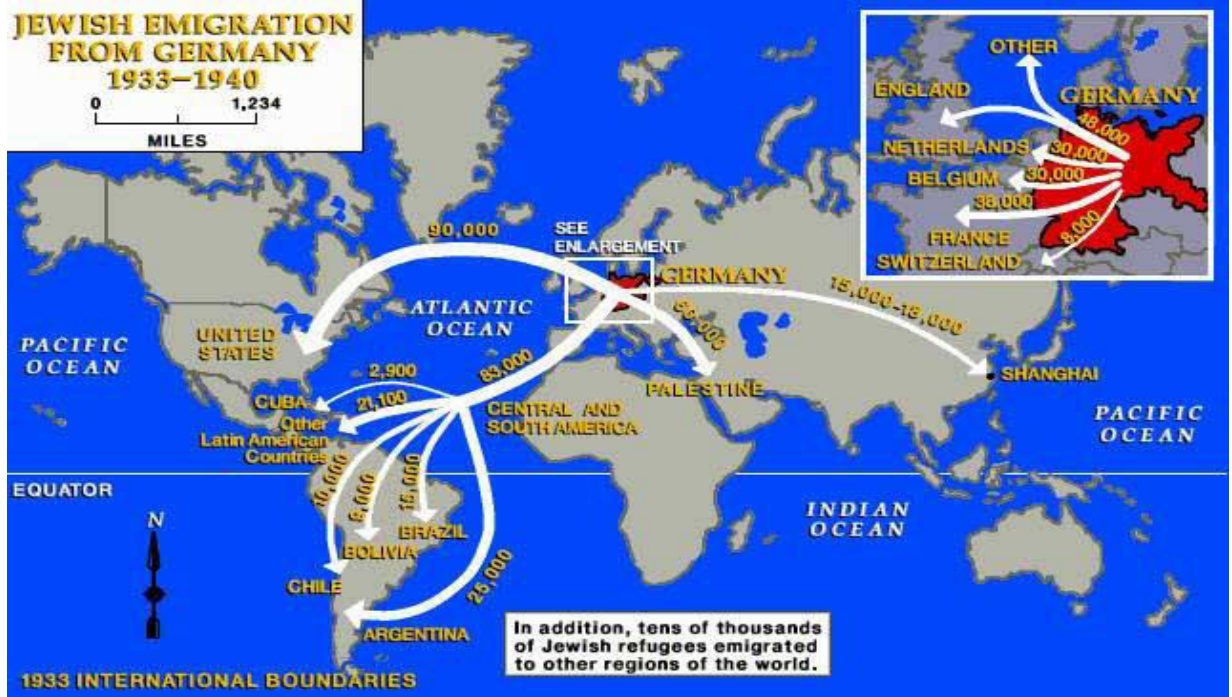 JEWISH EMIGRATION
FROM GERMANY
1933–1940
0 1,234
MILES
OTHER
ENGLAND
GERMANY
48,000
NETHERLANDS
30,000
BELGIUM
30,000
38,000
FRANCE
8,000
SWITZERLAND
90,000
SEE
ENLARGEMENT
GERMANY
15,000-18,000
ATLANTIC
OCEAN
UNITED
STATES
PACIFIC
OCEAN
83,000
PALESTINE
SHANGHAI
2,900
CUBA
21,100
Other
Latin American
Countries
CENTRAL AND
SOUTH AMERICA
PACIFIC
OCEAN
10,000
9,000
15,000
EQUATOR
INDIAN
OCEAN
N
BRAZIL
BOLIVIA
CHILE
25,000
ARGENTINA
In addition, tens of thousands
of Jewish refugees emigrated
to other regions of the world.
1933 INTERNATIONAL BOUNDARIES